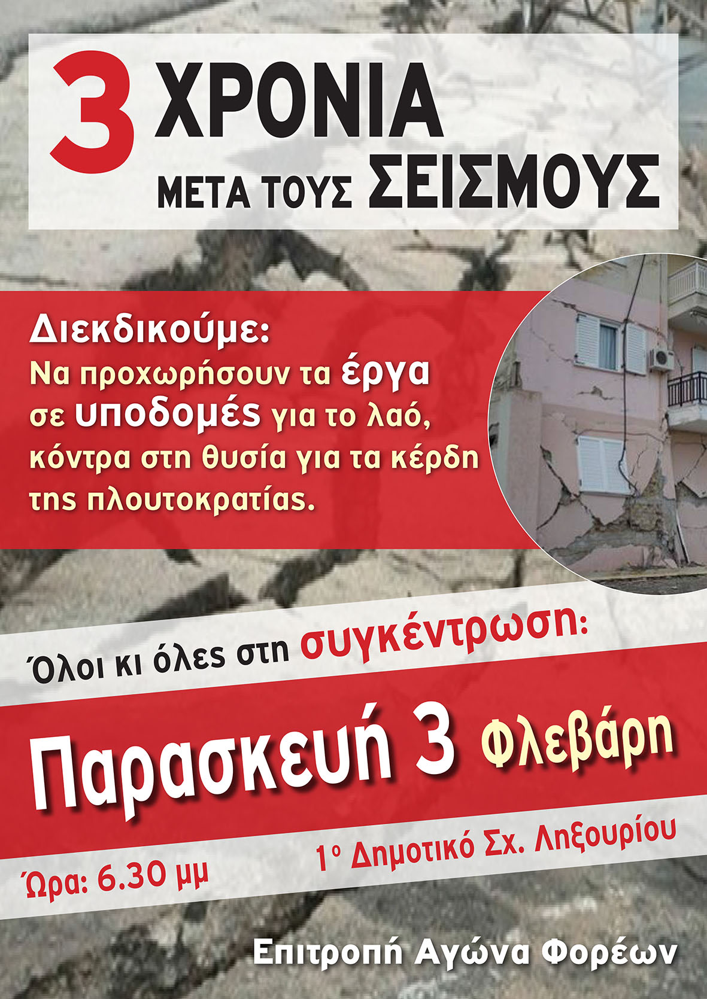 3 ΧΡΟΝΙΑ
ΜΕΤΑ ΤΟΥΣ ΣΕΙΣΜΟΥΣ
Διεκδικούμε:
Να προχωρήσουν τα έργα
σε υποδομές για το λαό,
κόντρα στη θυσία για τα κέρδη
της πλουτοκρατίας.
Όλοι κι όλες στη συγκέντρωση:
Παρασκευή 3 Φλεβάρη
Ώρα: 6.30 μμ 1º Δημοτικό Σχ. Ληξουρίου
Επιτροπή Αγώνα Φορέων